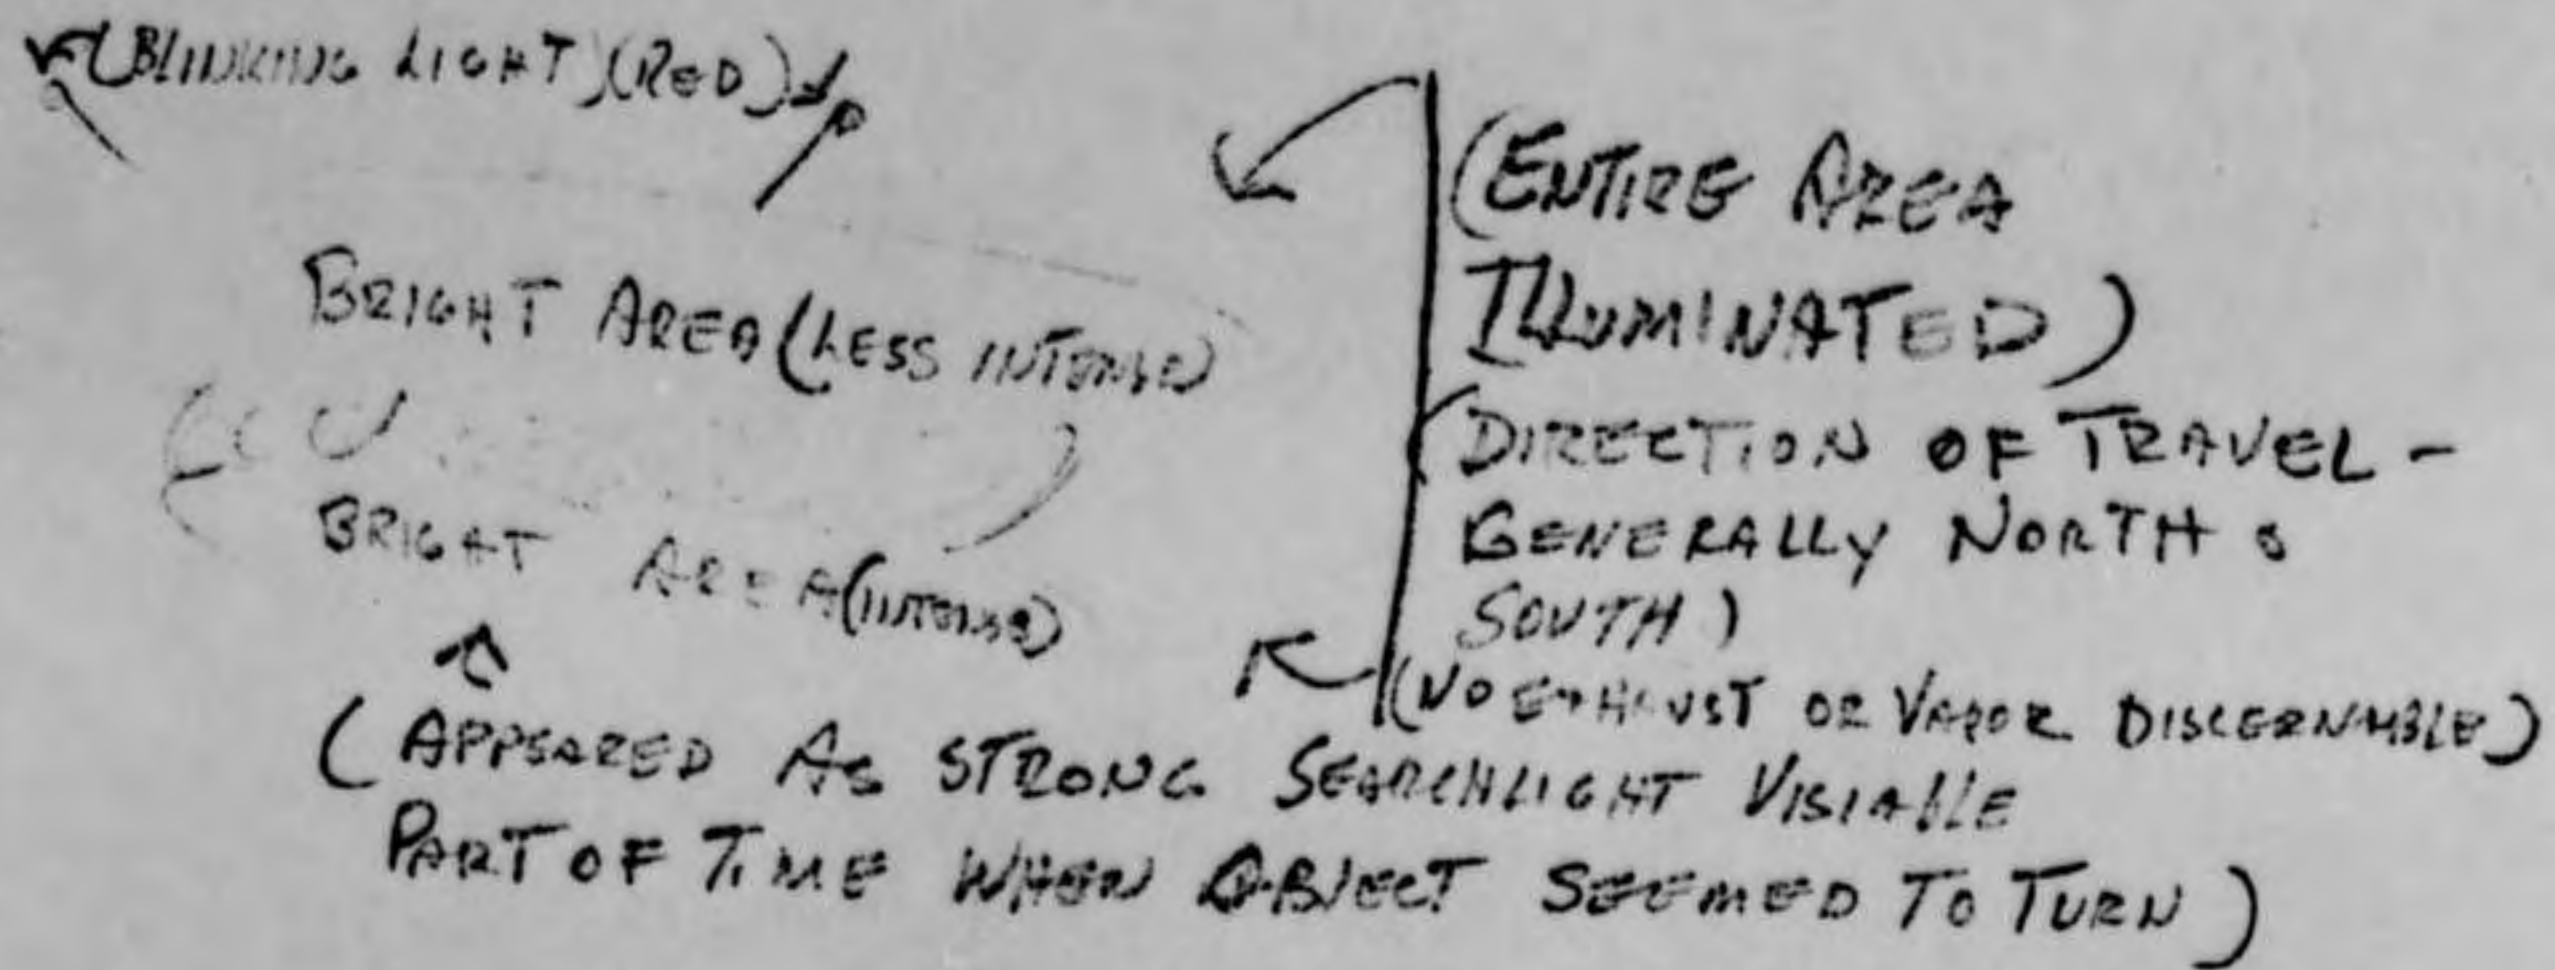 (BLINKING LIGHT)(RED)
BRIGHT AREA (LESS INTENSE)
BRIGHT AREA (INTENSE)
(APPEARED AS STRONG SEARCHLIGHT VISIABLE
PART OF TIME WHEN OBJECT SEEMED TO TURN)
(ENTIRE AREA
ILLUMINATED)
(DIRECTION OF TRAVEL -
GENERALLY NORTH &
SOUTH)
(NO EXHAUST OR VAPOR DISCERNABLE)